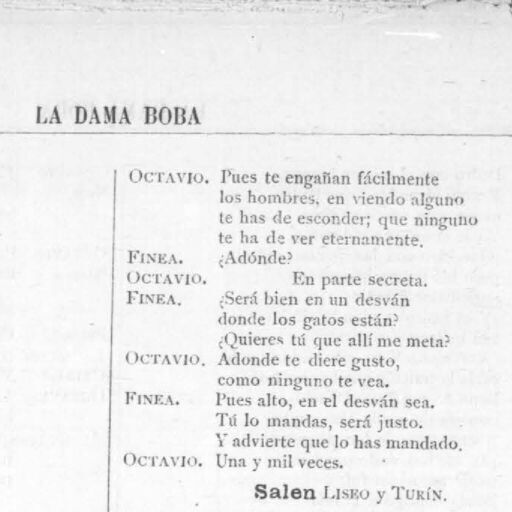 LA DAMA BOBA
OCTAVIO. Pues te engañan fácilmente
los hombres, en viendo alguno
te has de esconder; que ninguno
te ha de ver eternamente.
FINEA. ¿Adónde?
OCTAVIO. En parte secreta.
FINEA. ¿Será bien en un desván
donde los gatos están?
¿Quieres tú que allí me meta?
OCTAVIO. Adonde te diere gusto,
como ninguno te vea.
FINEA. Pues alto, en el desván sea.
Tú lo mandas, será justo.
Y advierte que lo has mandado.
OCTAVIO. Una y mil veces.
Salen LISEO y TURÍN.